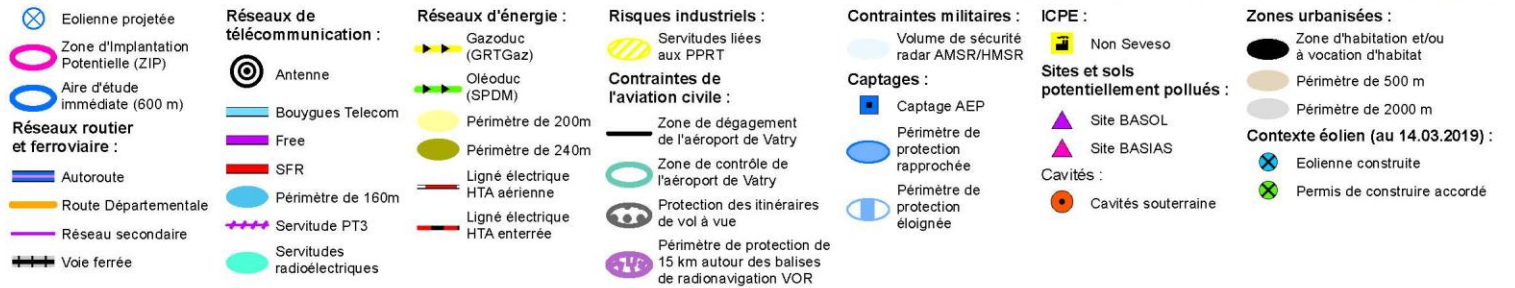 Eolienne projetée
Zone d'Implantation
Potentielle (ZIP)
Aire d'étude
immédiate (600 m)
Réseaux routier
et ferroviaire :
Autoroute
Route Départementale
Réseau secondaire
Voie ferrée
Réseaux de
télécommunication :
Antenne
Bouygues Telecom
Free
SFR
Périmètre de 160m
Servitude PT3
Servitudes
radioélectriques
Réseaux d'énergie :
Gazoduc
(GRTGaz)
Oléoduc
(SPDM)
Périmètre de 200m
Périmètre de 240m
Ligné électrique
HTA aérienne
Ligné électrique
HTA enterrée
Risques industriels :
Servitudes liées
aux PPRT
Contraintes de
l'aviation civile :
Zone de dégagement
de l'aéroport de Vatry
Zone de contrôle de
l'aéroport de Vatry
Protection des itinéraires
de vol à vue
Périmètre de protection de
15 km autour des balises
de radionavigation VOR
Contraintes militaires :
Volume de sécurité
radar AMSR/HMSR
Captages :
Captage AEP
Périmètre de
protection
rapprochée
Périmètre de
protection
éloignée
ICPE :
Non Seveso
Sites et sols
potentiellement pollués :
Site BASOL
Site BASIAS
Cavités :
Cavités souterraine
Zones urbanisées :
Zone d'habitation et/ou
à vocation d'habitat
Périmètre de 500 m
Périmètre de 2000 m
Contexte éolien (au 14.03.2019) :
Eolienne construite
Permis de construire accordé